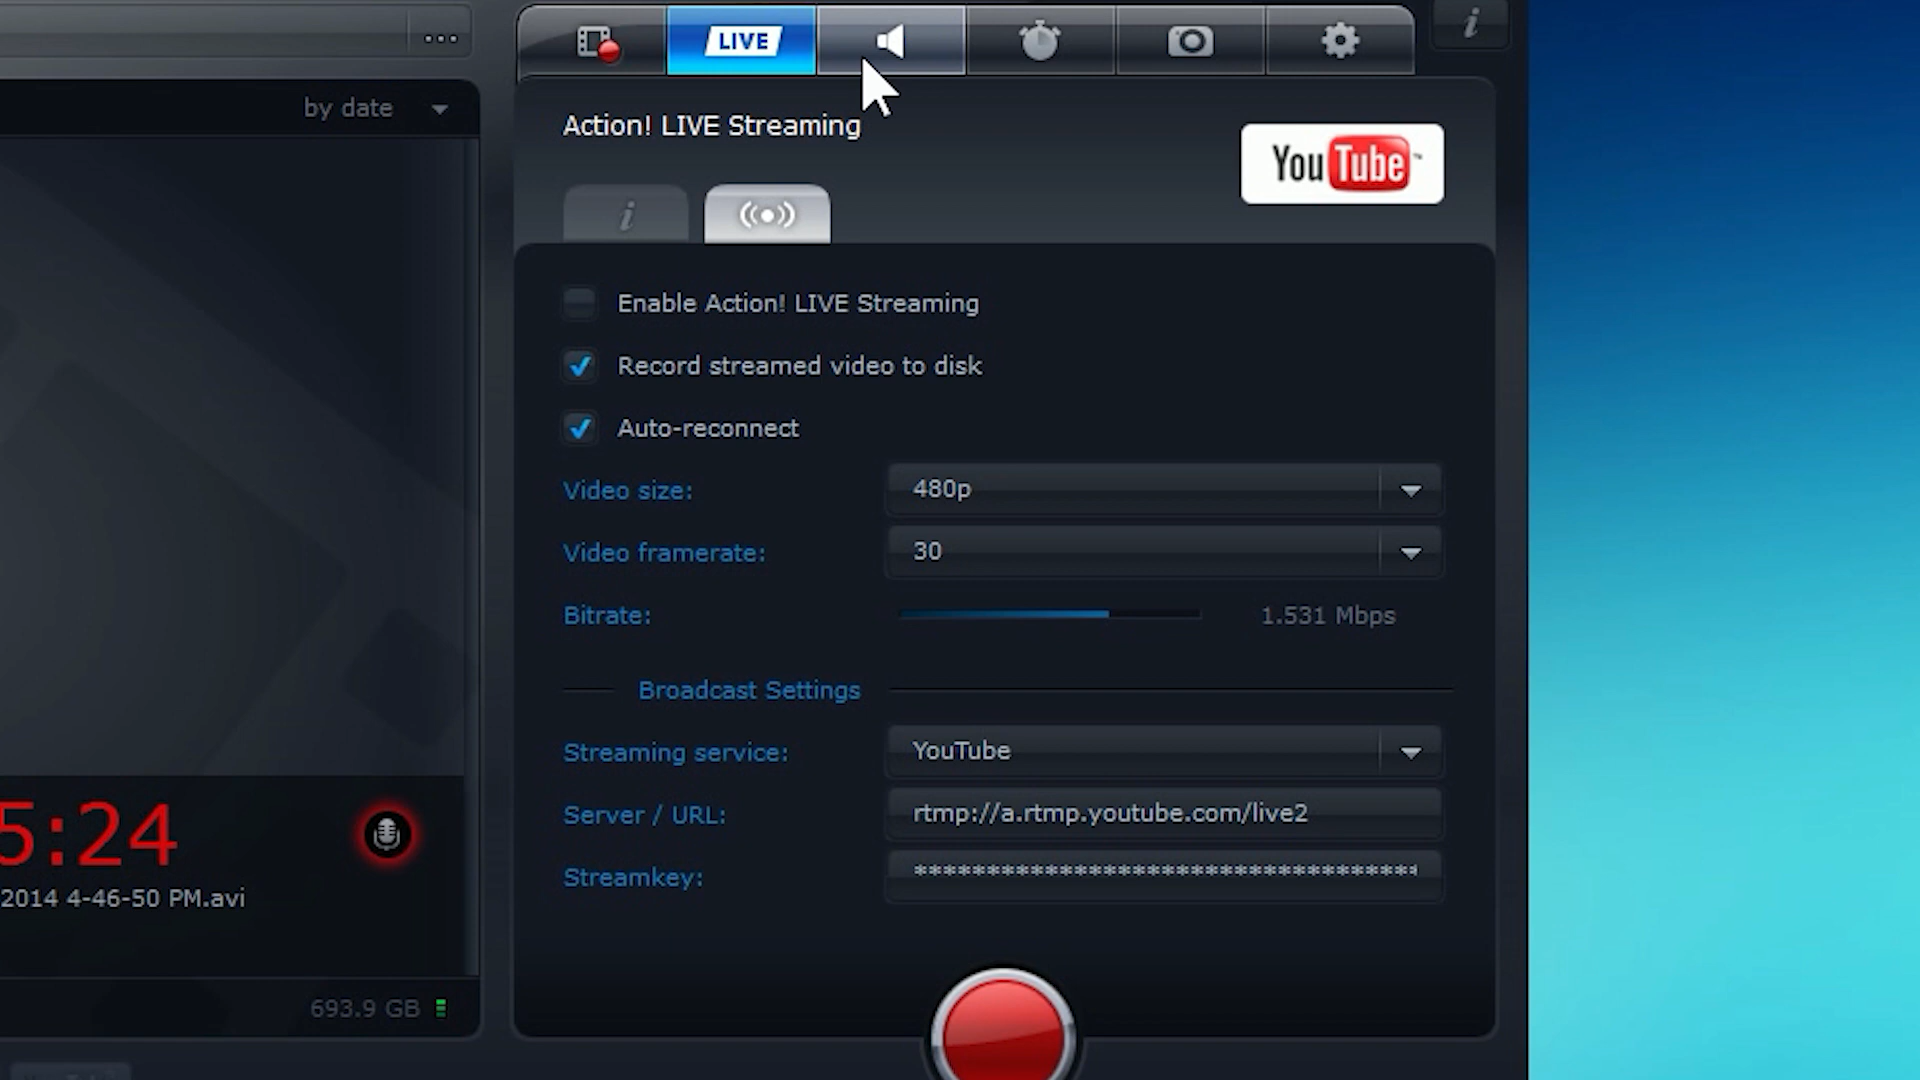 ...
LIVE
i
by date
Action! LIVE Streaming
YouTube™
i
Enable Action! LIVE Streaming
Record streamed video to disk
Auto-reconnect
Video size: 480p
Video framerate: 30
Bitrate: 1.531 Mbps
Broadcast Settings
Streaming service: YouTube
Server / URL: rtmp://a.rtmp.youtube.com/live2
Streamkey: ***********************************
5:24
2014 4-46-50 PM.avi
693.9 GB